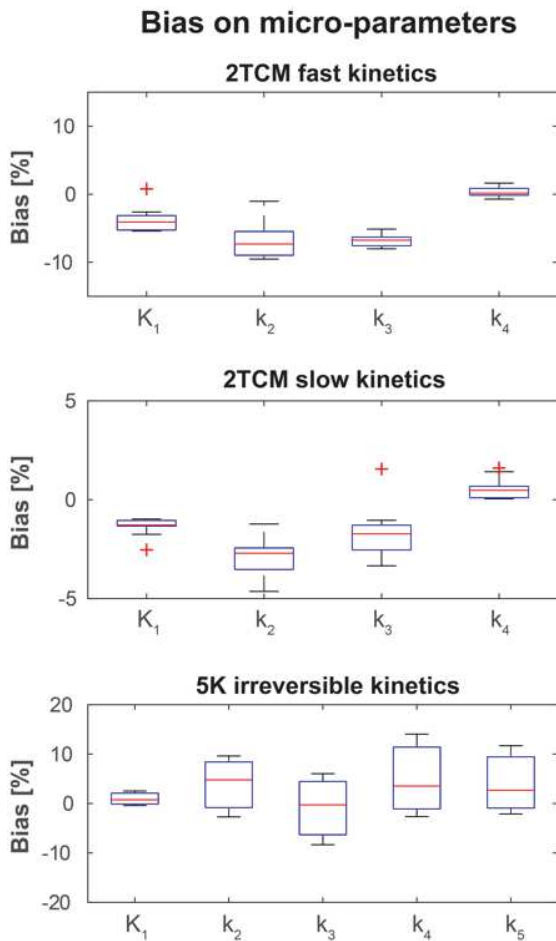 Bias on micro-parameters
2TCM fast kinetics
Bias [%]
10
0
-10
K₁ k₂ k₃ k₄
2TCM slow kinetics
Bias [%]
5
0
-5
K₁ k₂ k₃ k₄
5K irreversible kinetics
Bias [%]
20
10
0
-10
-20
K₁ k₂ k₃ k₄ k₅